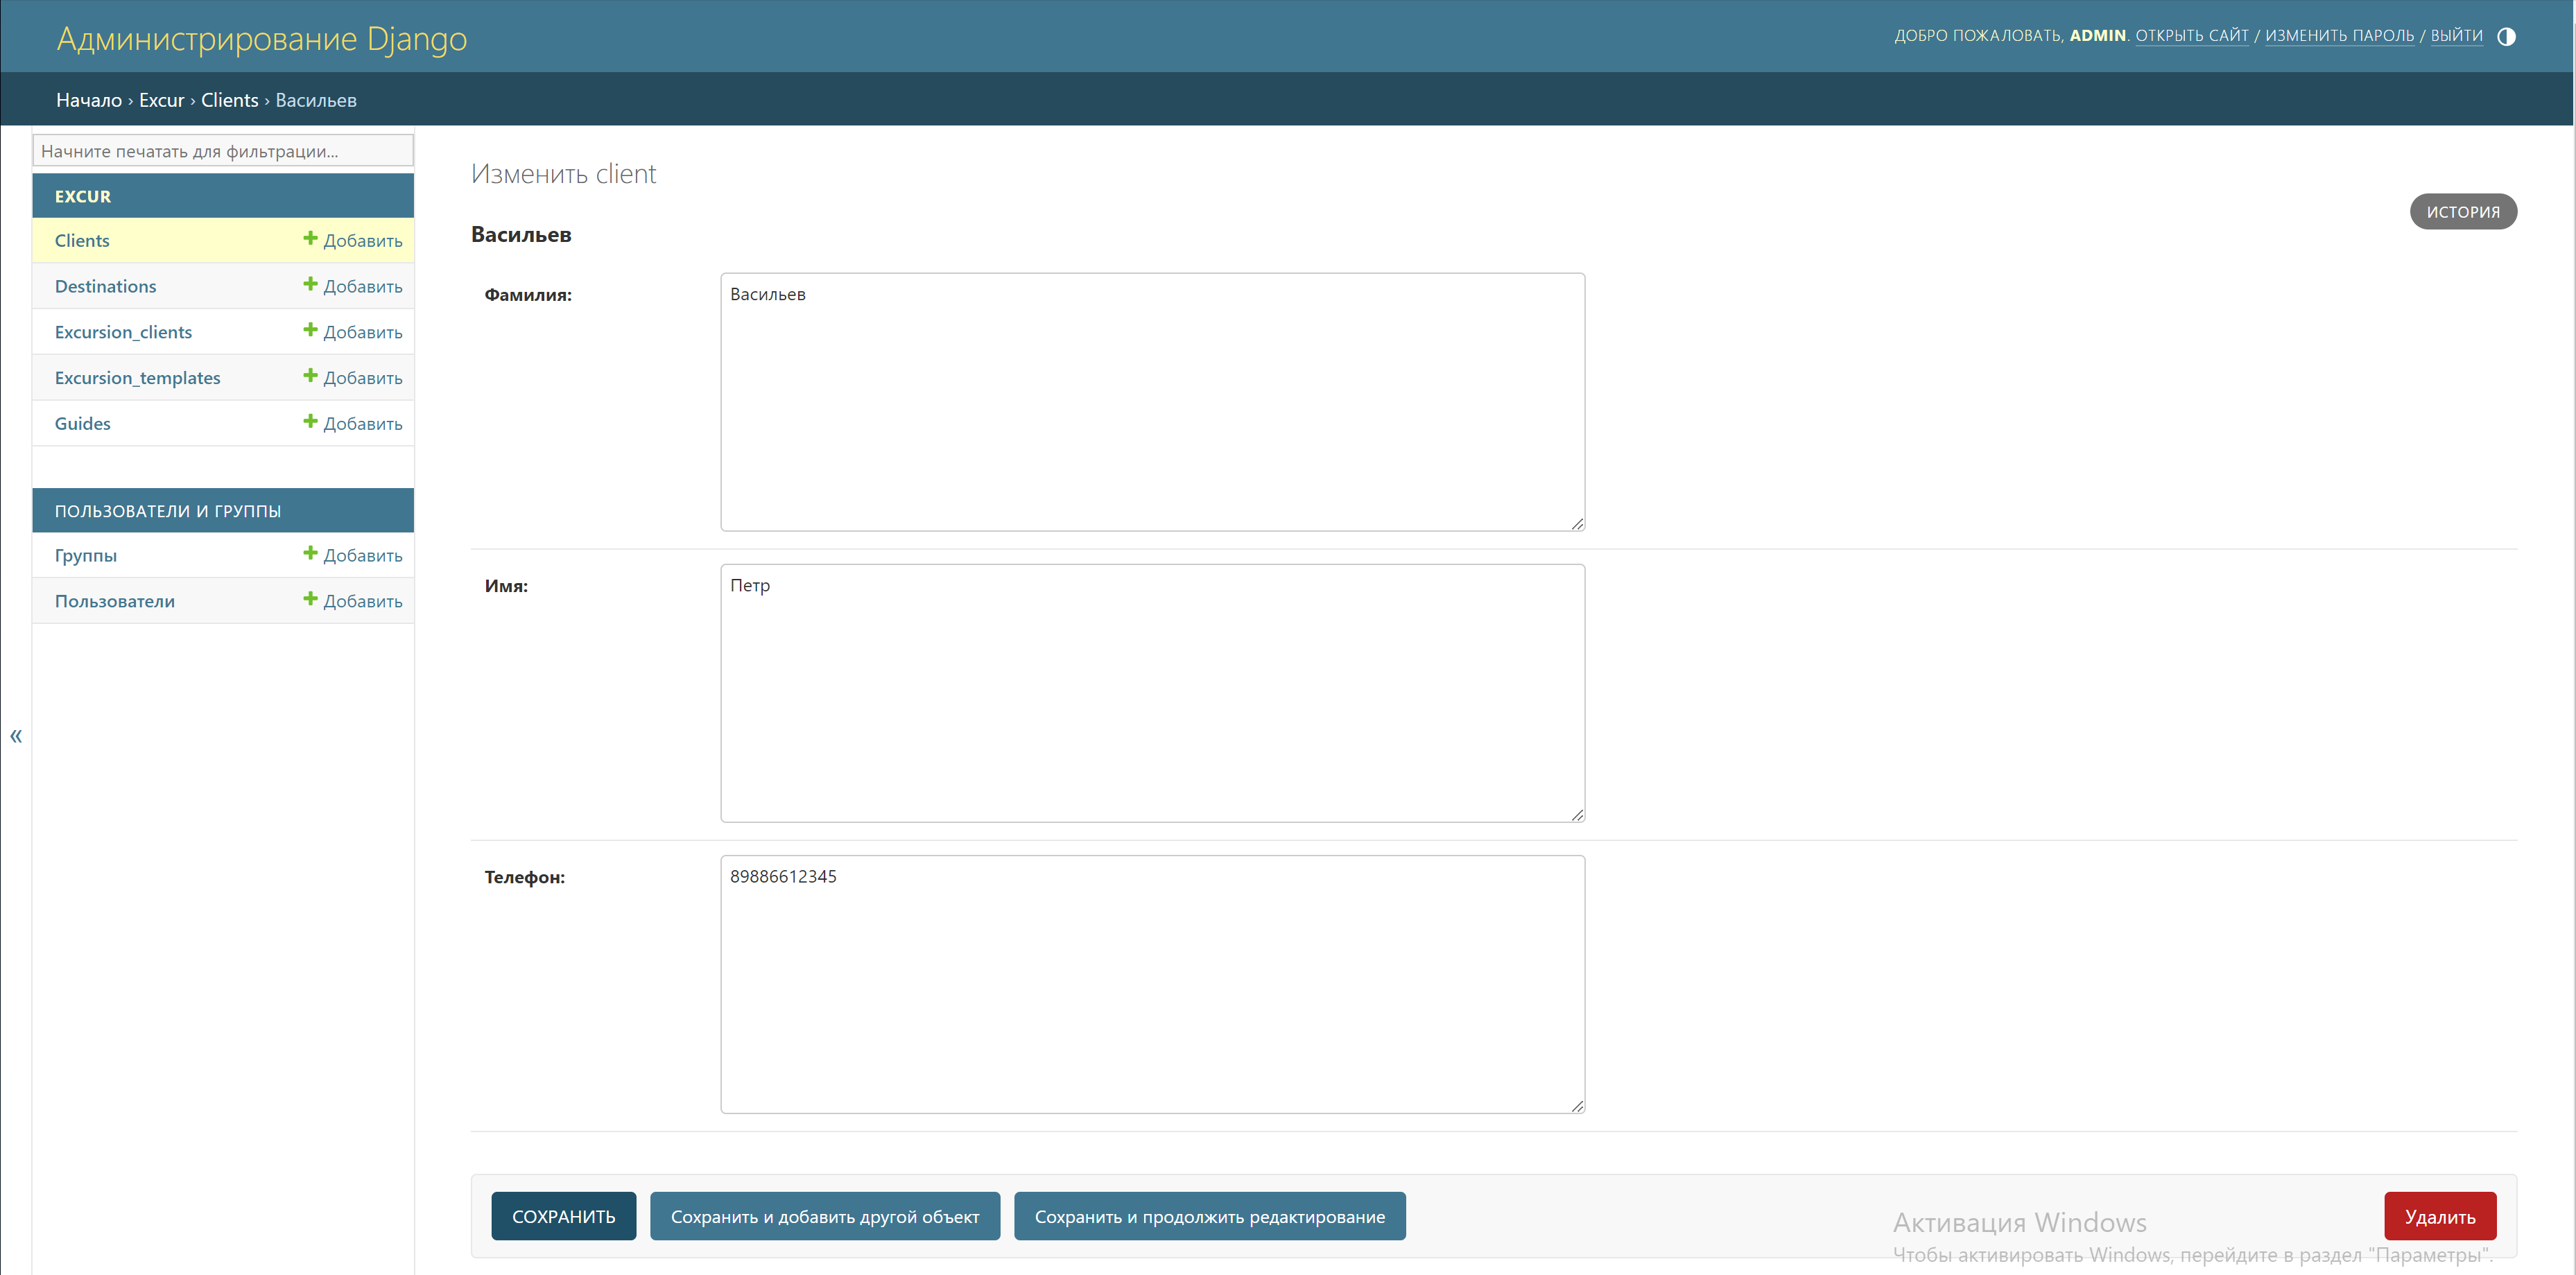 Администрирование Django
ДОБРО ПОЖАЛОВАТЬ, ADMIN. ОТКРЫТЬ САЙТ / ИЗМЕНИТЬ ПАРОЛЬ / ВЫЙТИ
Начало › Excur › Clients › Васильев
Начните печатать для фильтрации...
EXCUR
Clients Добавить
Destinations Добавить
Excursion_clients Добавить
Excursion_templates Добавить
Guides Добавить
ПОЛЬЗОВАТЕЛИ И ГРУППЫ
Группы Добавить
Пользователи Добавить
«
Изменить client
ИСТОРИЯ
Васильев
Фамилия: Васильев
Имя: Петр
Телефон: 89886612345
СОХРАНИТЬ Сохранить и добавить другой объект Сохранить и продолжить редактирование Удалить
Активация Windows
Чтобы активировать Windows, перейдите в раздел "Параметры".